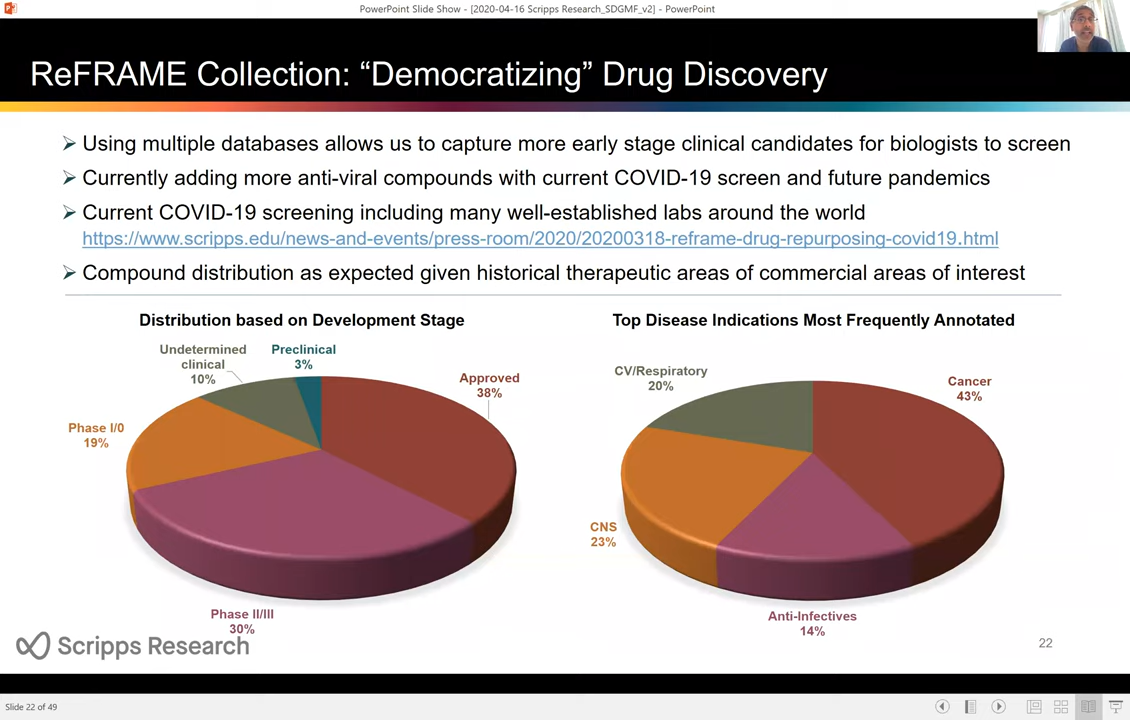 PowerPoint Slide Show - [2020-04-16 Scripps Research_SDGMF_v2] - PowerPoint
ReFRAME Collection: “Democratizing” Drug Discovery
Using multiple databases allows us to capture more early stage clinical candidates for biologists to screen
Currently adding more anti-viral compounds with current COVID-19 screen and future pandemics
Current COVID-19 screening including many well-established labs around the world
https://www.scripps.edu/news-and-events/press-room/2020/20200318-reframe-drug-repurposing-covid19.html
Compound distribution as expected given historical therapeutic areas of commercial areas of interest
Distribution based on Development Stage
Undetermined
clinical
10%
Preclinical
3%
Approved
38%
Phase I/0
19%
Phase II/III
30%
Top Disease Indications Most Frequently Annotated
CV/Respiratory
20%
Cancer
43%
CNS
23%
Anti-Infectives
14%
Scripps Research
22
Slide 22 of 49